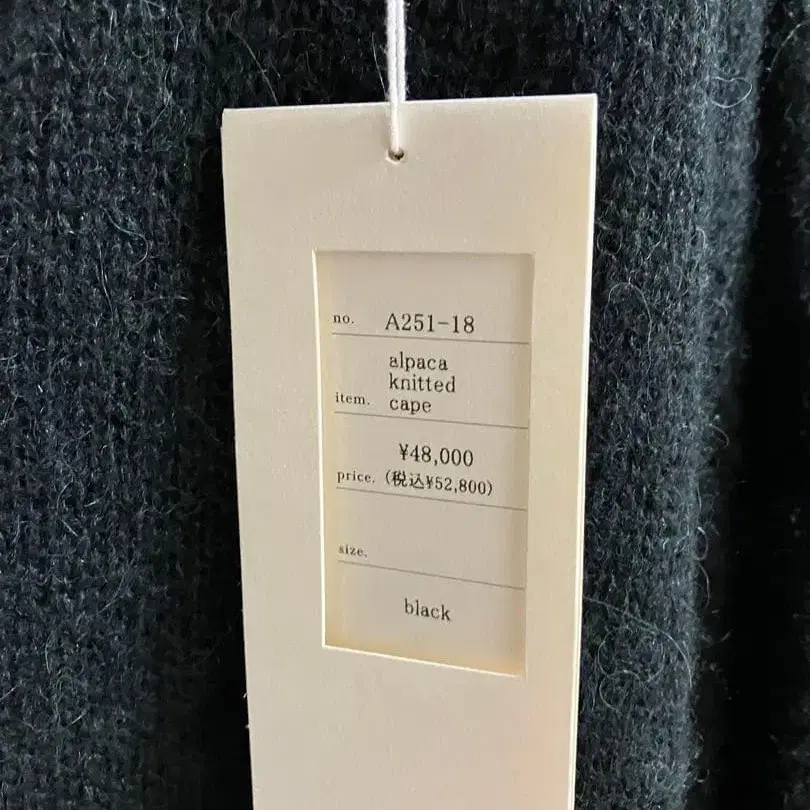 no. A251-18
alpaca
knitted
item. cape
¥48,000
price. (税込¥52,800)
size.
black